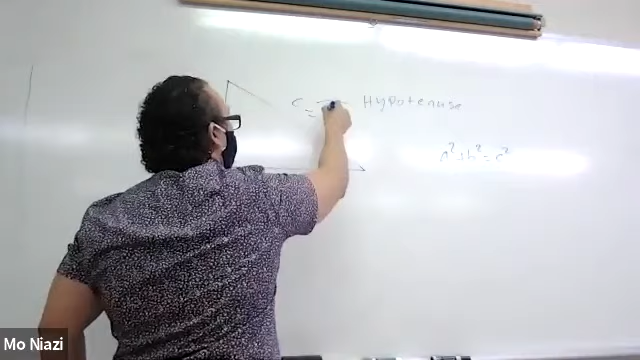 c = Hypotenuse
a² + b² = c²
Mo Niazi